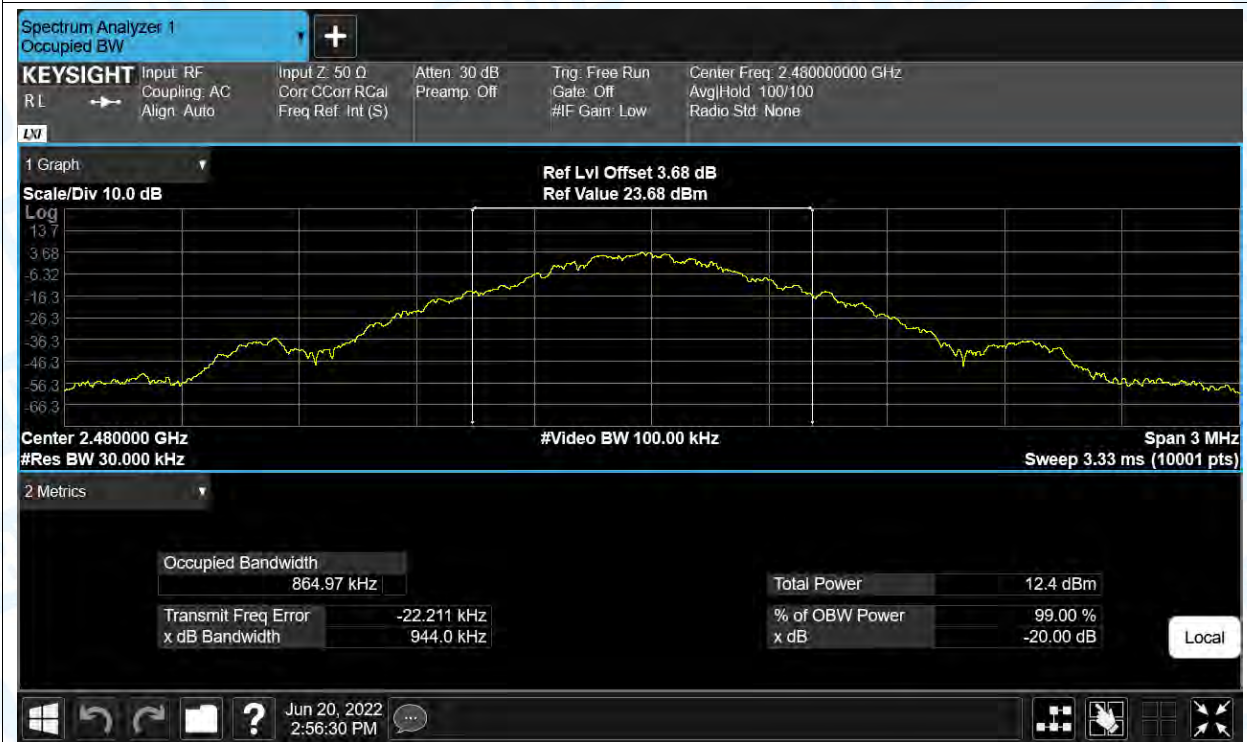 Spectrum Analyzer 1
Occupied BW
KEYSIGHT
R L
LXI
Input: RF
Coupling: AC
Align: Auto
Input Z: 50 Ω
Corr CCorr RCal
Freq Ref: Int (S)
Atten: 30 dB
Preamp: Off
Trig: Free Run
Gate: Off
#IF Gain: Low
Center Freq: 2.480000000 GHz
Avg|Hold: 100/100
Radio Std: None
1 Graph
Scale/Div 10.0 dB
Ref Lvl Offset 3.68 dB
Ref Value 23.68 dBm
Log
13.7
3.68
-6.32
-16.3
-26.3
-36.3
-46.3
-56.3
-66.3
Center 2.480000 GHz
#Res BW 30.000 kHz
#Video BW 100.00 kHz
Span 3 MHz
Sweep 3.33 ms (10001 pts)
2 Metrics
Occupied Bandwidth
864.97 kHz
Transmit Freq Error -22.211 kHz
x dB Bandwidth 944.0 kHz
Total Power 12.4 dBm
% of OBW Power 99.00 %
x dB -20.00 dB
Local
?
Jun 20, 2022
2:56:30 PM